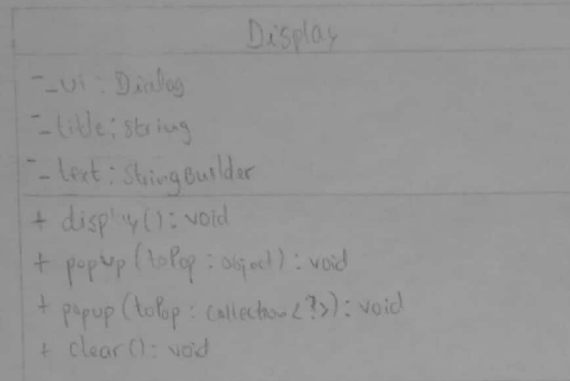 Display
- _ui : Dialog
- _title : String
- _text : StringBuilder
+ display() : void
+ popup (toPop : object) : void
+ popup (toPop : collection<?>) : void
+ clear () : void